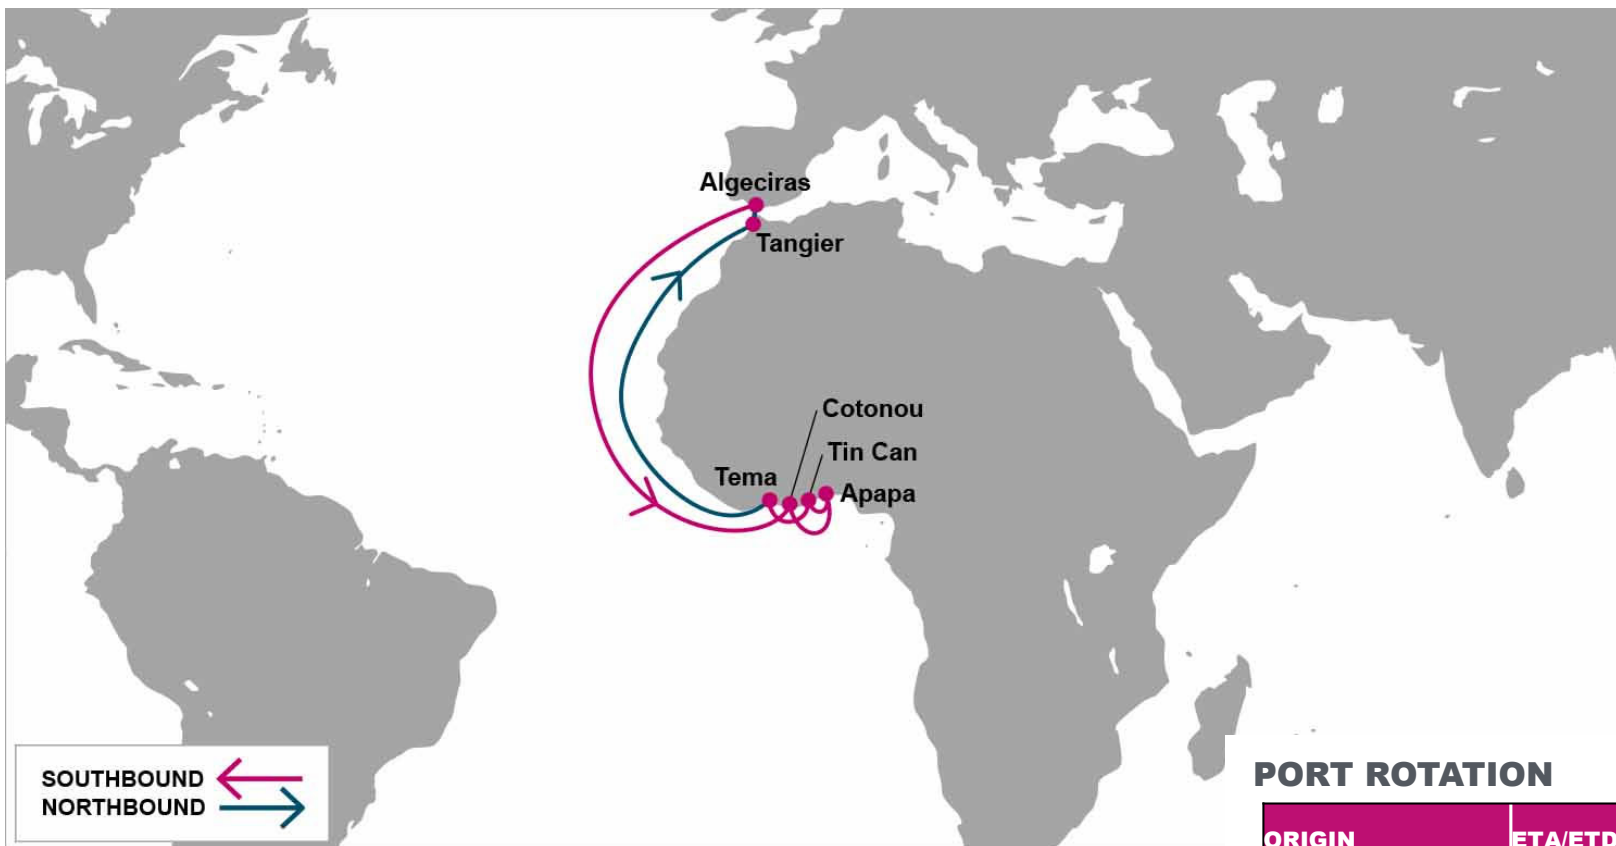 Algeciras
Tangier
Cotonou
Tin Can
Tema
Apapa
SOUTHBOUND
NORTHBOUND
PORT ROTATION
ORIGIN
ETA/ETD